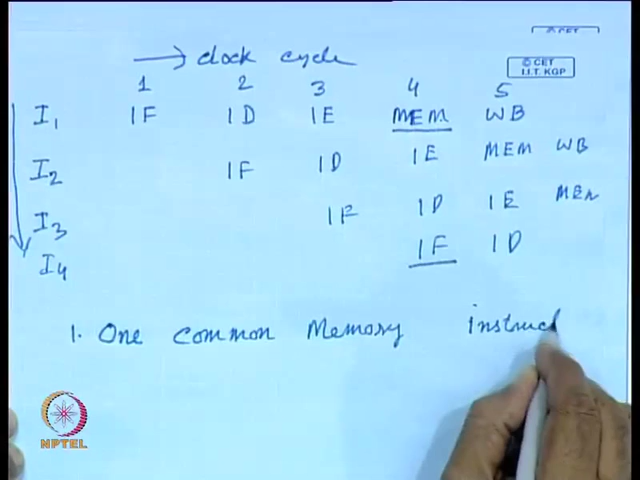 © CET
→ clock cycle
© CET
I.I.T. KGP
1 2 3 4 5
I1 IF ID IE MEM WB
I2 IF ID IE MEM WB
I3 IF ID IE MEM
I4 IF ID
1. One common Memory instruc
NPTEL